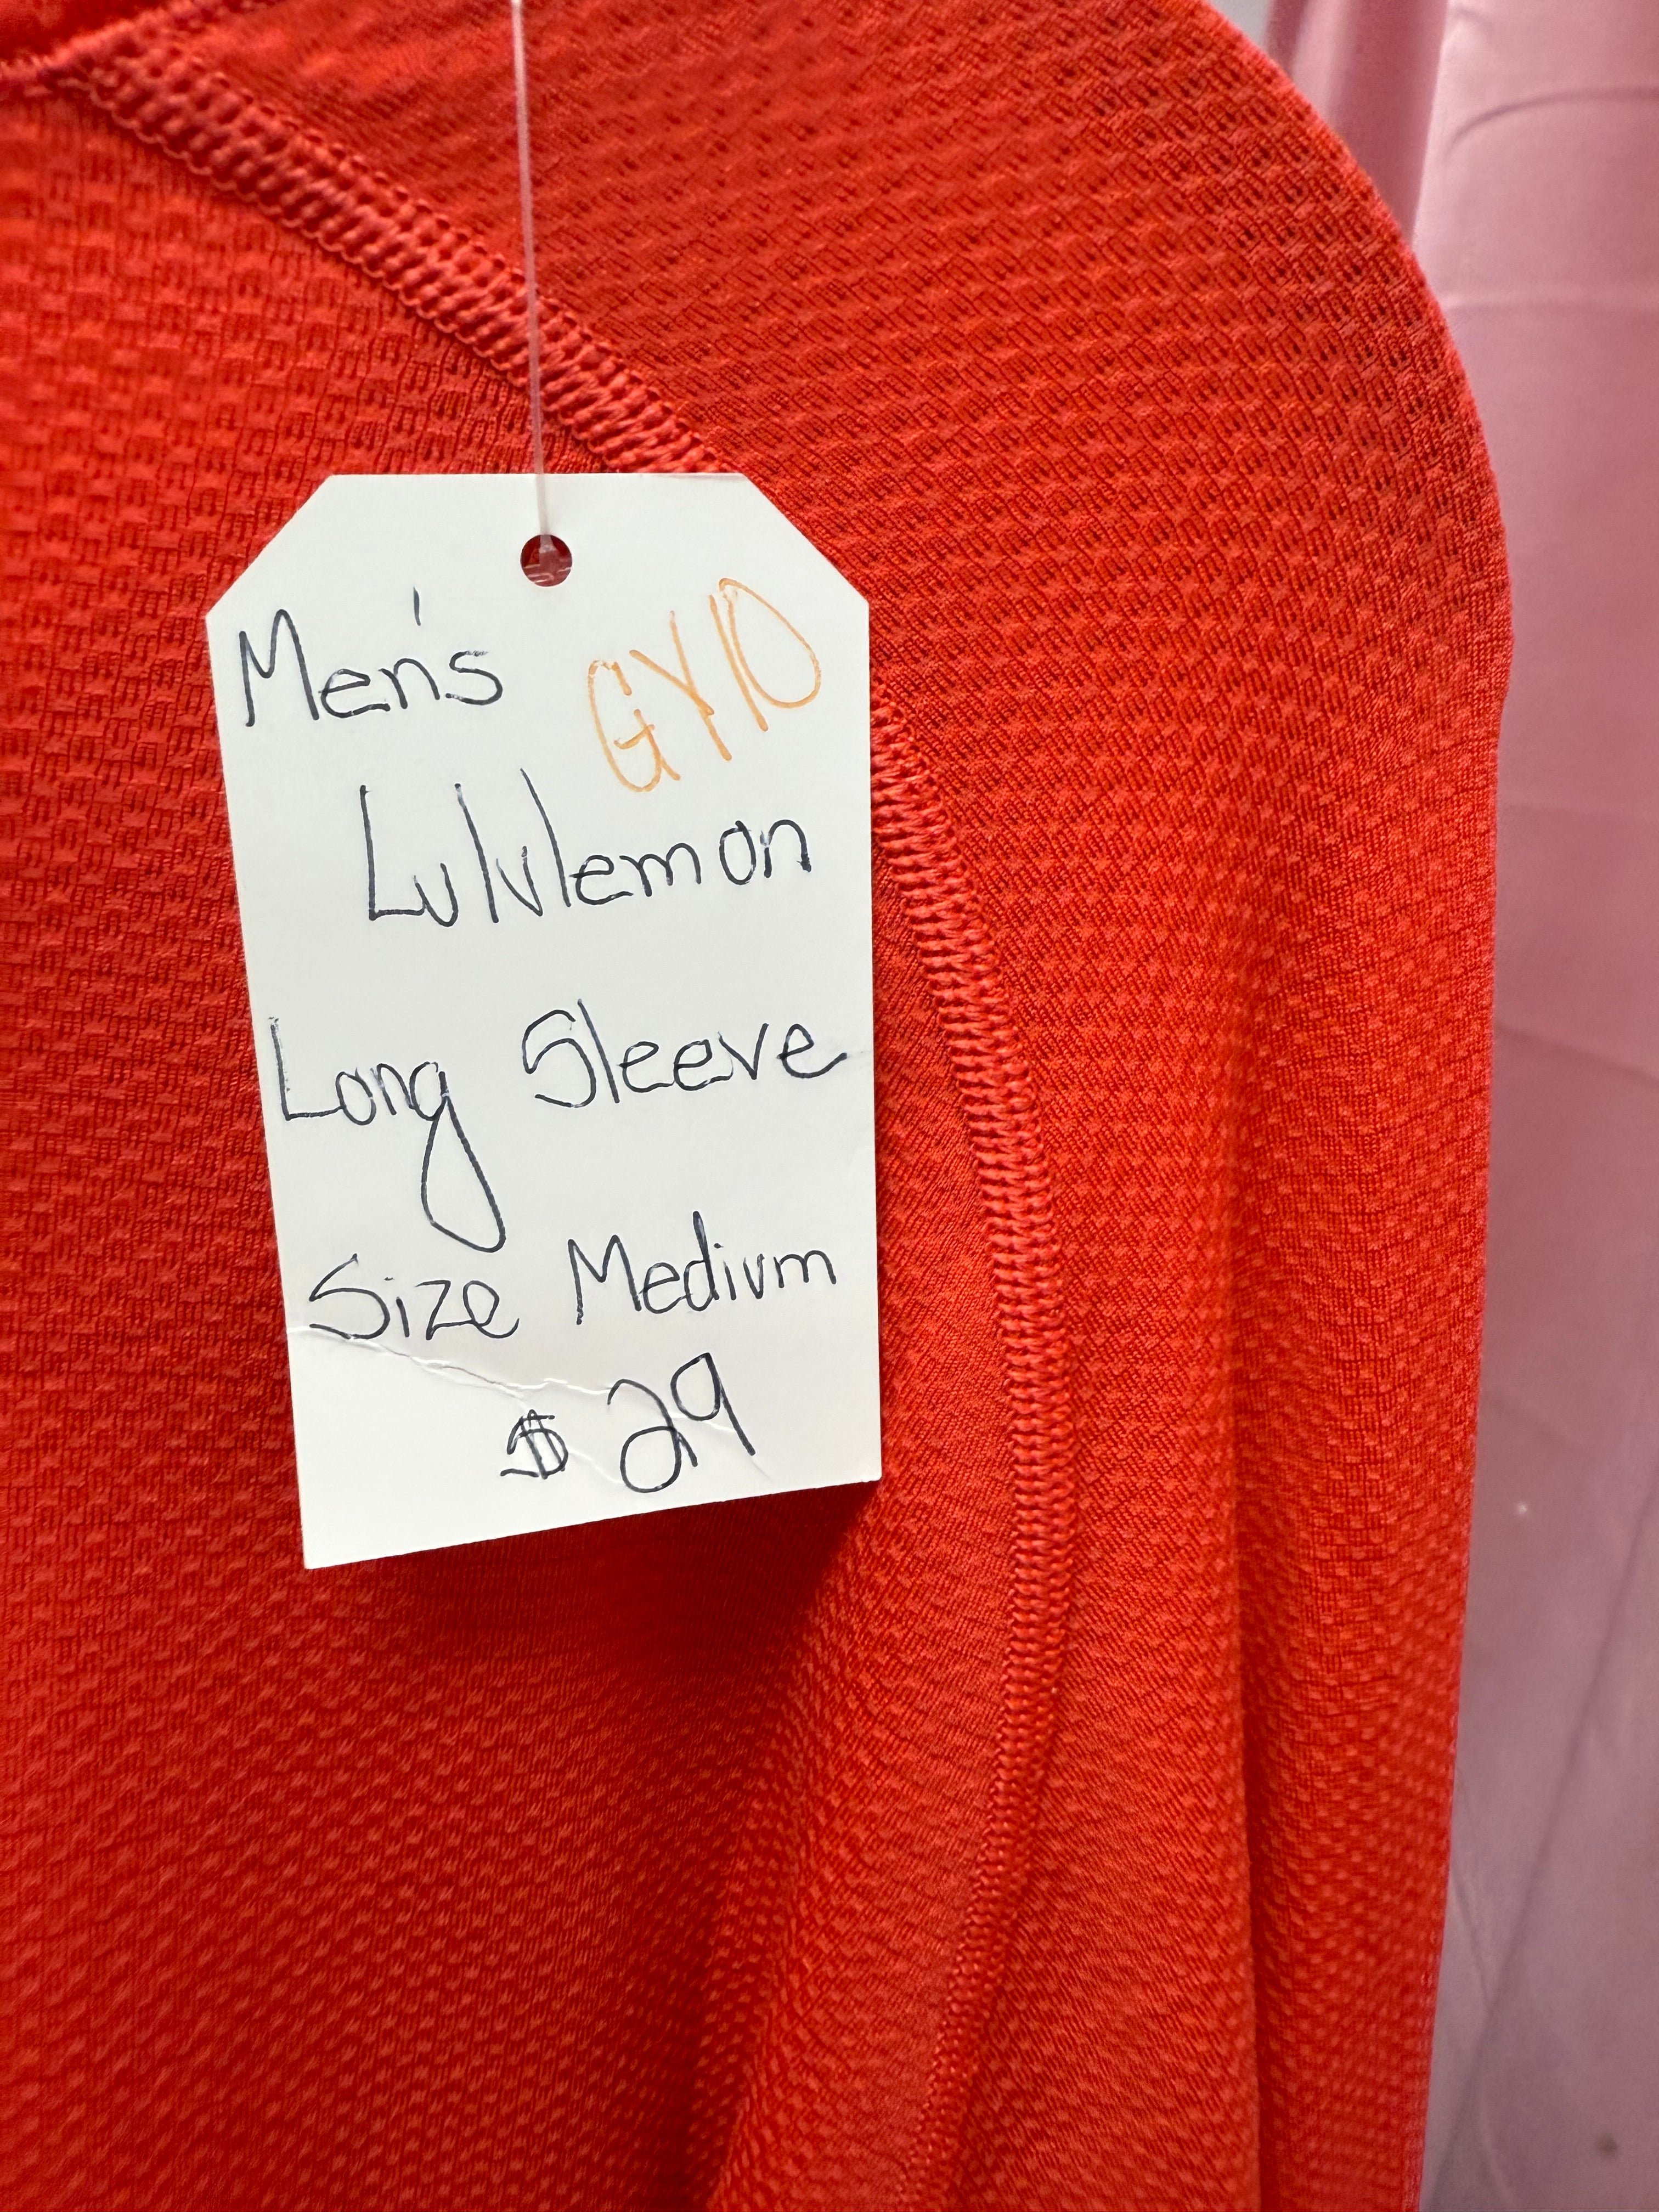 Men's
GY10
Lululemon
Long Sleeve
Size Medium
$ 29